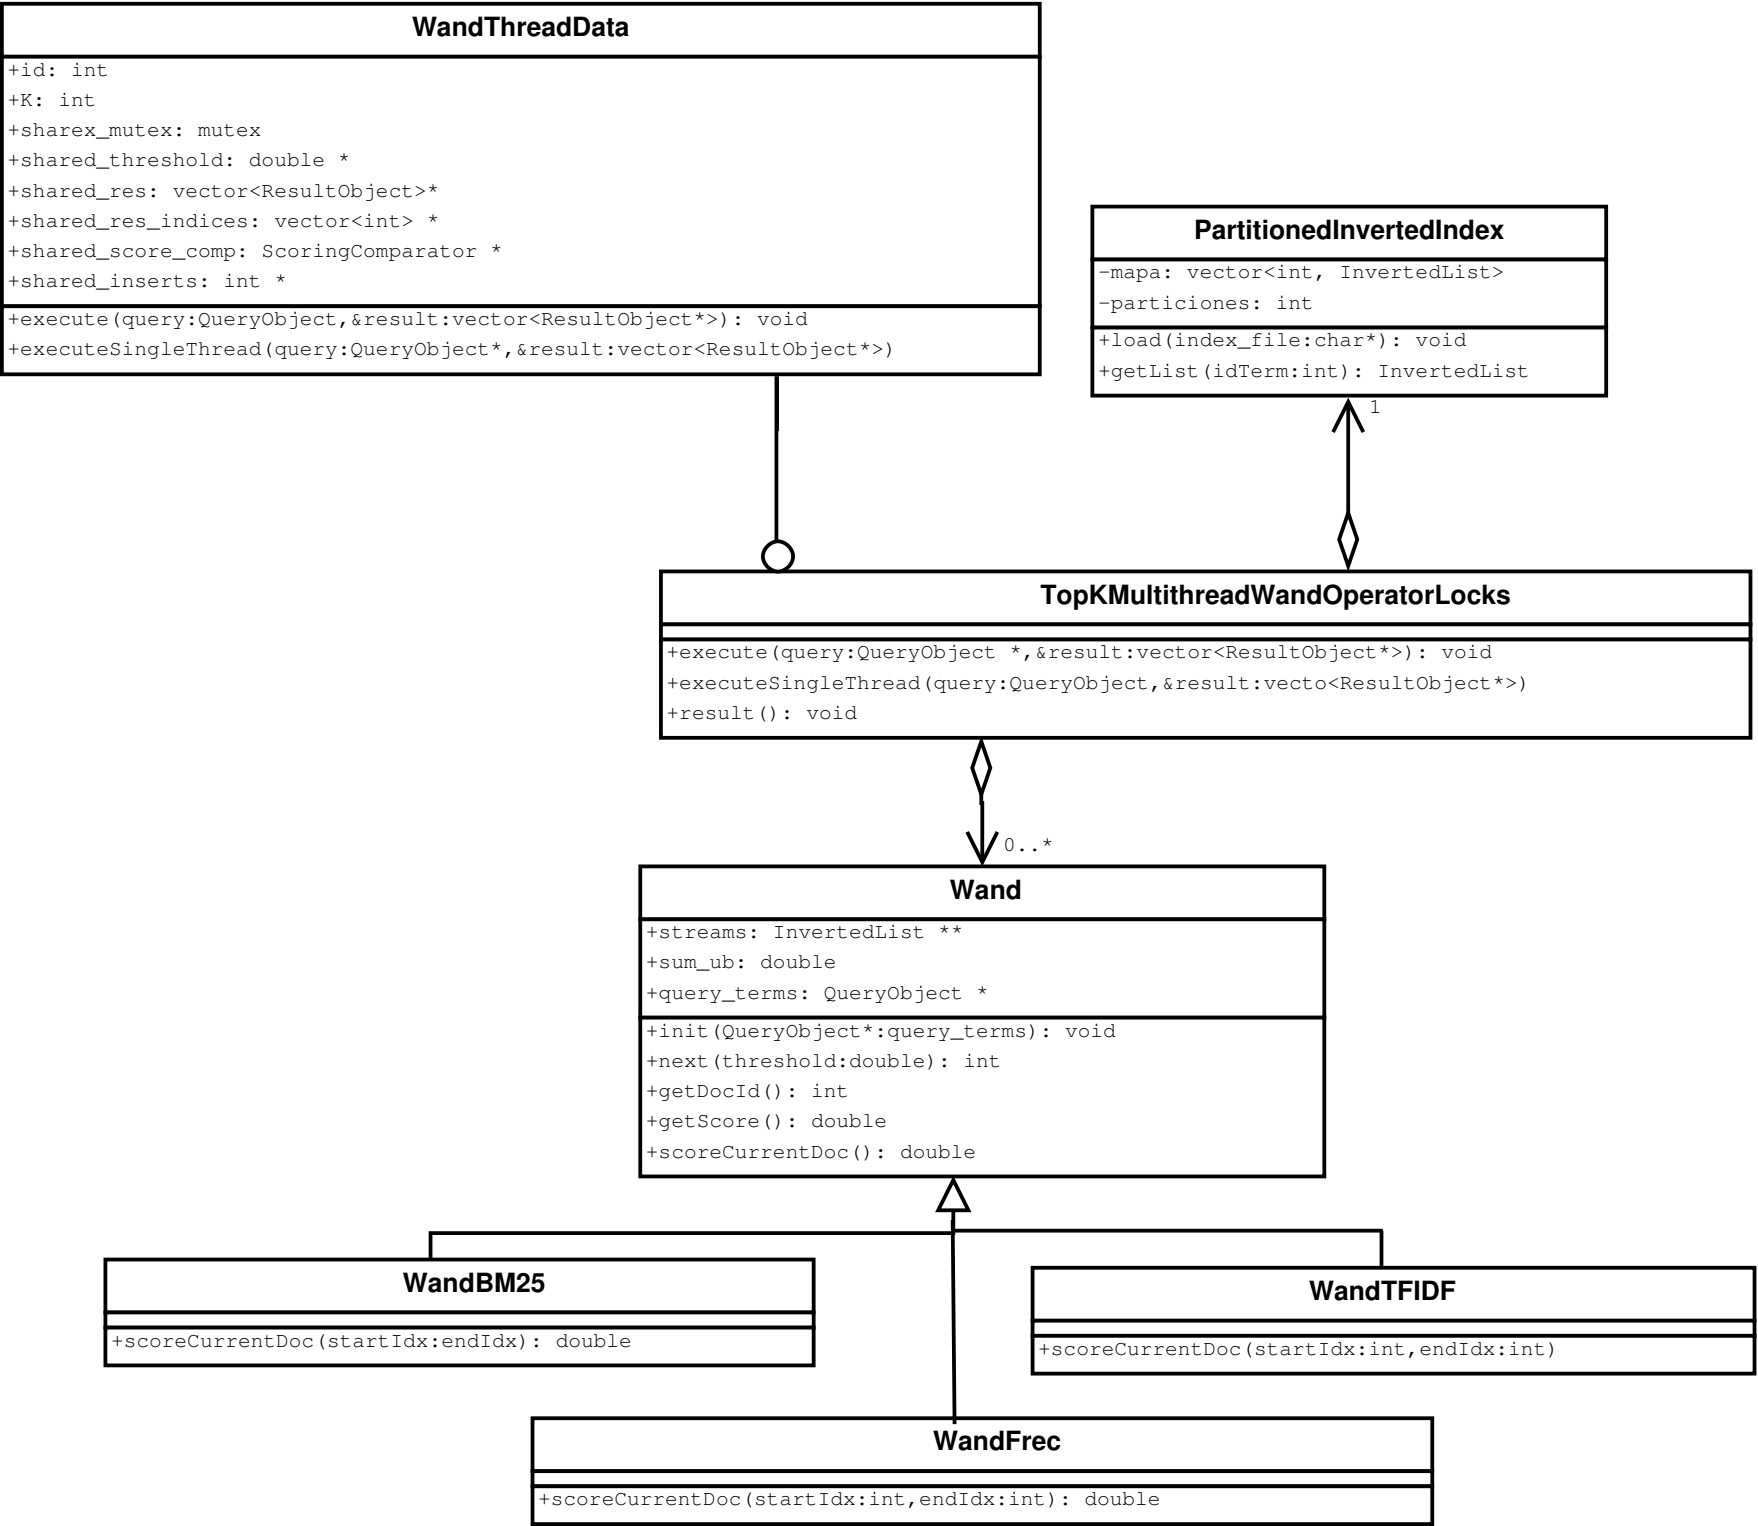 WandThreadData
+id: int
+K: int
+sharex_mutex: mutex
+shared_threshold: double *
+shared_res: vector<ResultObject>*
+shared_res_indices: vector<int> *
+shared_score_comp: ScoringComparator *
+shared_inserts: int *
+execute(query:QueryObject,&result:vector<ResultObject*>): void
+executeSingleThread(query:QueryObject*,&result:vector<ResultObject*>)
PartitionedInvertedIndex
-mapa: vector<int, InvertedList>
-particiones: int
+load(index_file:char*): void
+getList(idTerm:int): InvertedList
1
TopKMultithreadWandOperatorLocks
+execute(query:QueryObject *,&result:vector<ResultObject*>): void
+executeSingleThread(query:QueryObject,&result:vecto<ResultObject*>)
+result(): void
0..*
Wand
+streams: InvertedList **
+sum_ub: double
+query_terms: QueryObject *
+init(QueryObject*:query_terms): void
+next(threshold:double): int
+getDocId(): int
+getScore(): double
+scoreCurrentDoc(): double
WandBM25
+scoreCurrentDoc(startIdx:endIdx): double
WandTFIDF
+scoreCurrentDoc(startIdx:int,endIdx:int)
WandFrec
+scoreCurrentDoc(startIdx:int,endIdx:int): double